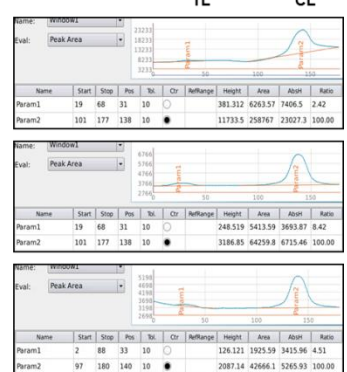 TL CL
Name: Window1
Eval: Peak Area
23233
18233
13233
8233
3233
Param1
Param2
50 100 150
Name Start Stop Pos Tol. Ctr RefRange Height Area AbsH Ratio
Param1 19 68 31 10 381.312 6263.57 7406.5 2.42
Param2 101 177 138 10 11733.5 258767 23027.3 100.00
Name: Window1
Eval: Peak Area
6766
5766
4766
3766
2766
Param1
Param2
50 100 150
Name Start Stop Pos Tol. Ctr RefRange Height Area AbsH Ratio
Param1 19 68 31 10 248.519 5413.59 3693.87 8.42
Param2 101 177 138 10 3186.85 64259.8 6715.46 100.00
Name: Window1
Eval: Peak Area
5198
4698
4198
3698
3198
2698
Param1
Param2
50 100 150
Name Start Stop Pos Tol. Ctr RefRange Height Area AbsH Ratio
Param1 2 88 33 10 126.121 1925.59 3415.96 4.51
Param2 97 180 140 10 2087.14 42666.1 5265.93 100.00